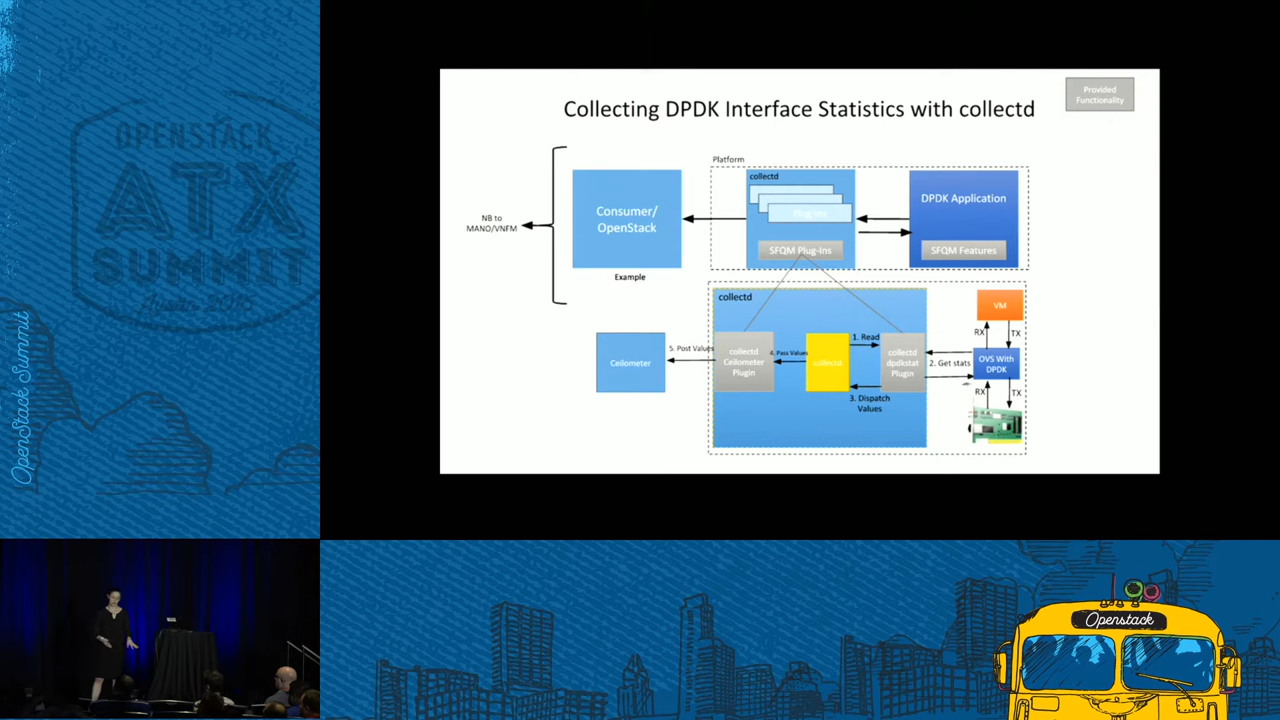 OPENSTACK
ATX
OpenStack Summit
Provided
Functionality
Collecting DPDK Interface Statistics with collectd
Platform
NB to
MANO/VNFM
Consumer/
OpenStack
Example
collectd
Plug-ins
SFQM Plug-Ins
DPDK Application
SFQM Features
collectd
Ceilometer
5. Post Values
collectd
Ceilometer
Plugin
4. Pass Values
collectd
1. Read
3. Dispatch
Values
collectd
dpdkstat
Plugin
2. Get stats
VM
RX
TX
OVS With
DPDK
RX
TX
Openstack